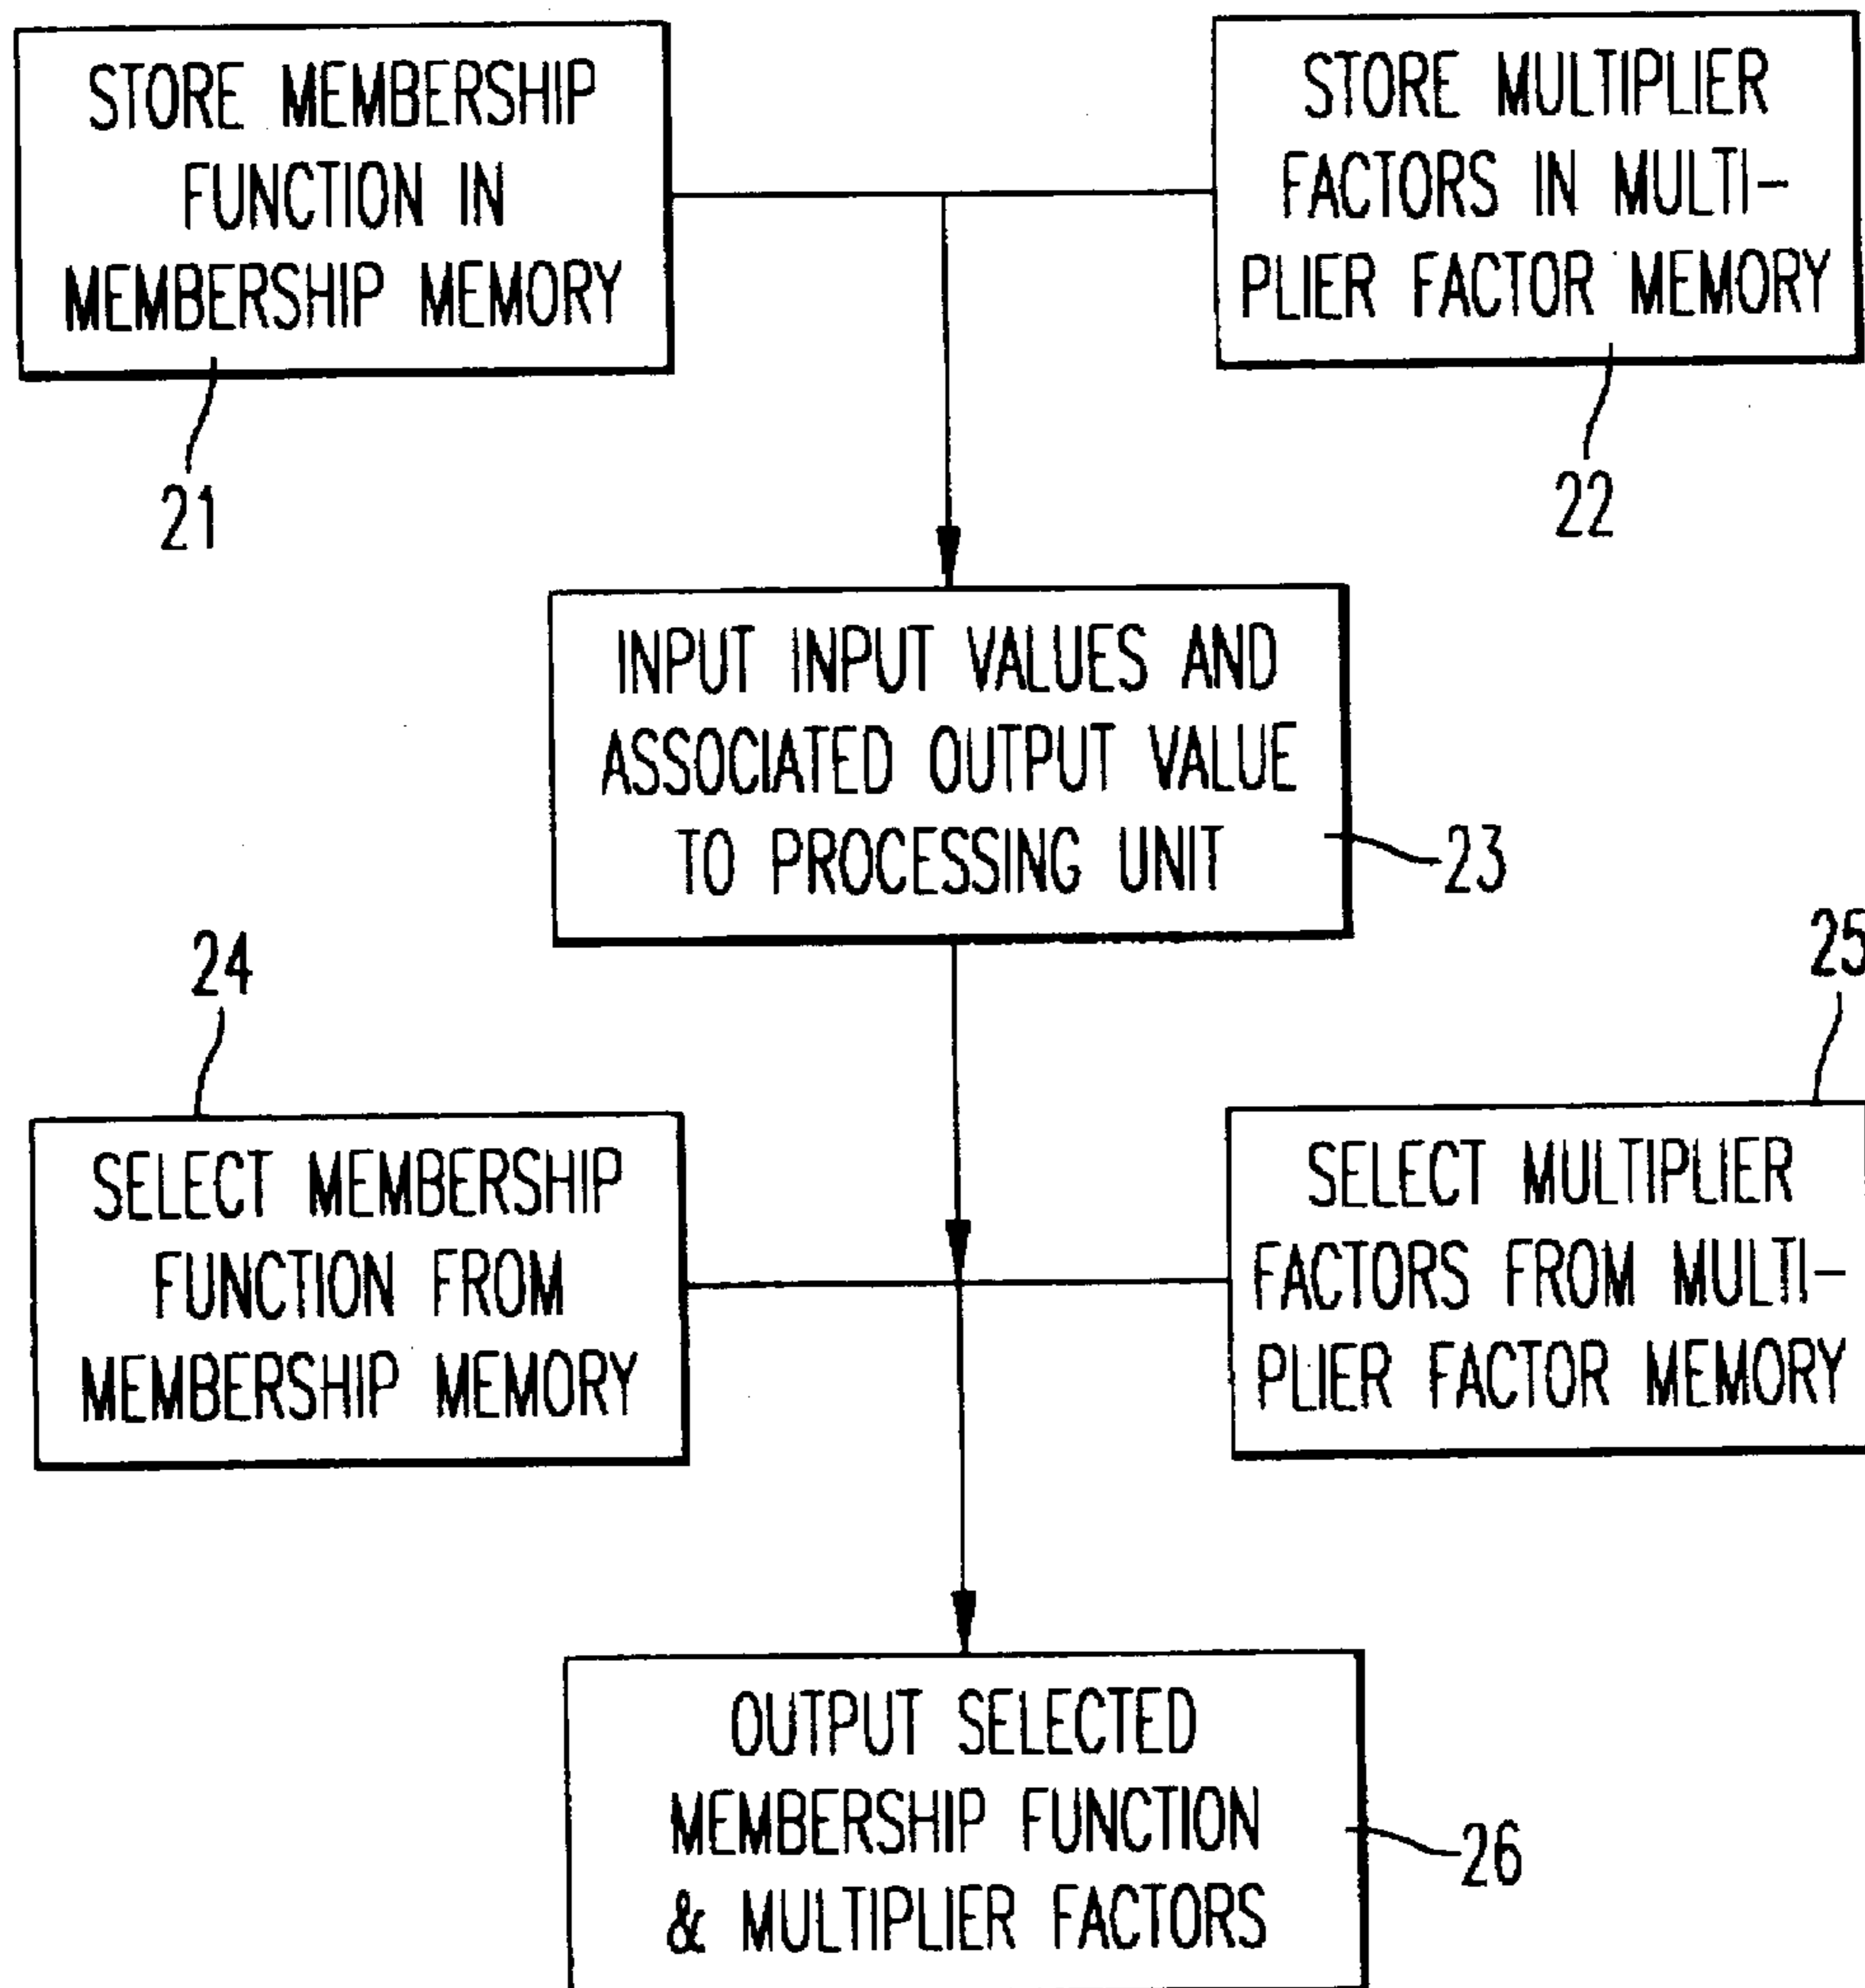 STORE MEMBERSHIP
FUNCTION IN
MEMBERSHIP MEMORY
21
STORE MULTIPLIER
FACTORS IN MULTI-
PLIER FACTOR MEMORY
22
INPUT INPUT VALUES AND
ASSOCIATED OUTPUT VALUE
TO PROCESSING UNIT
23
24
SELECT MEMBERSHIP
FUNCTION FROM
MEMBERSHIP MEMORY
25
SELECT MULTIPLIER
FACTORS FROM MULTI-
PLIER FACTOR MEMORY
OUTPUT SELECTED
MEMBERSHIP FUNCTION
& MULTIPLIER FACTORS
26